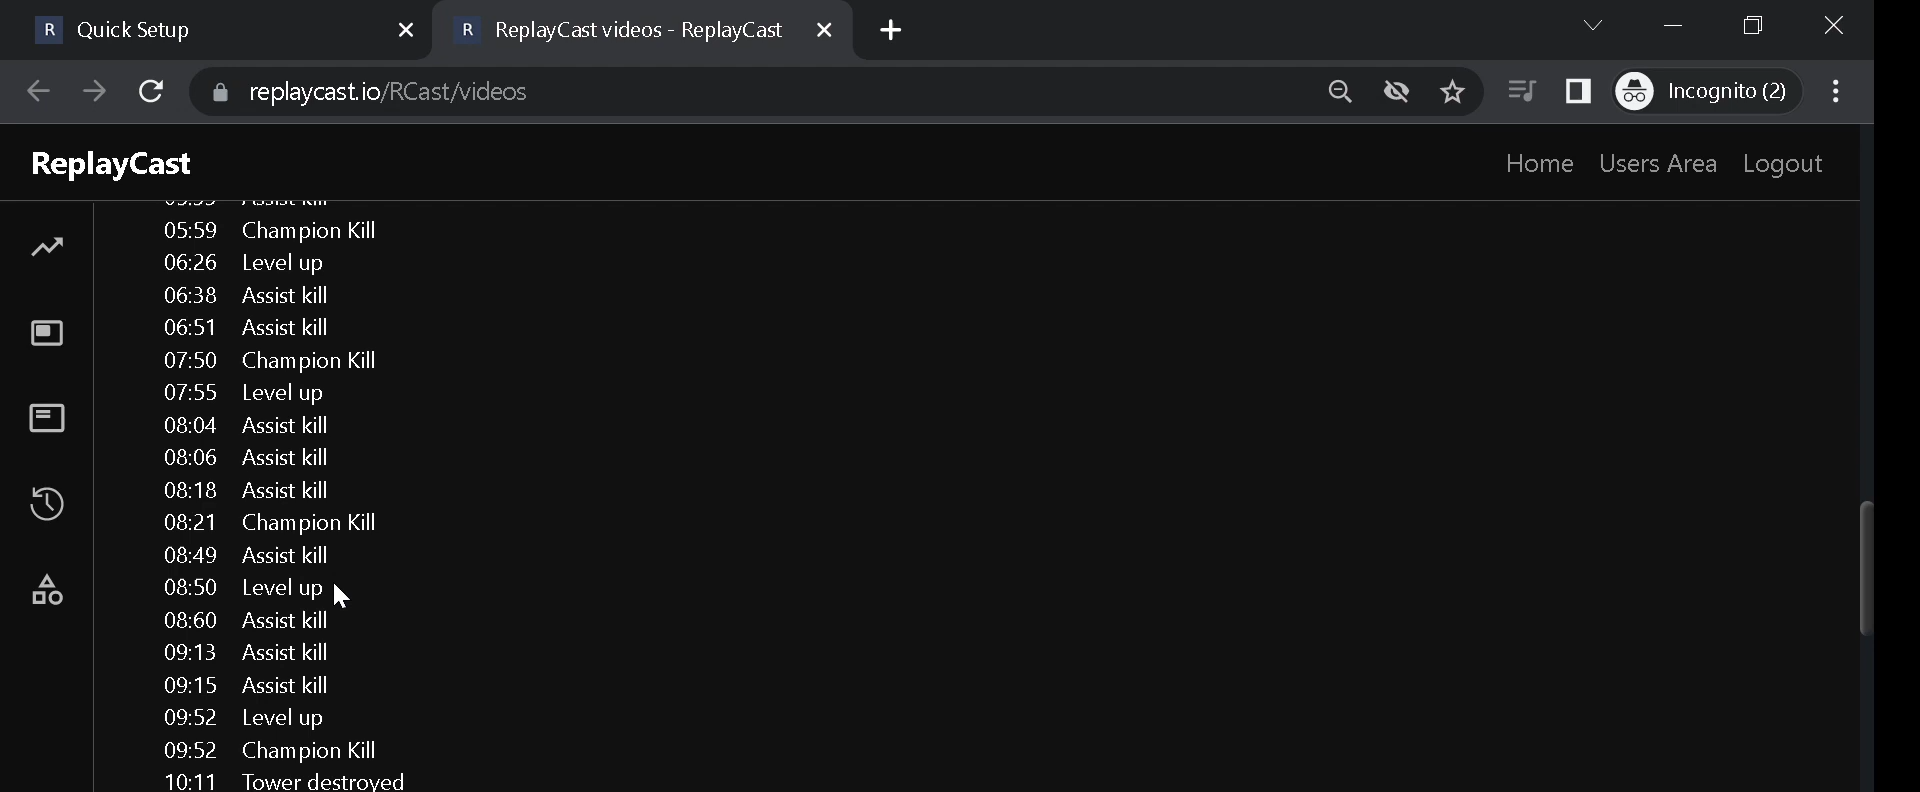 R Quick Setup
R ReplayCast videos - ReplayCast
replaycast.io/RCast/videos
Incognito (2)
ReplayCast
Home Users Area Logout
Assist kill
05:59 Champion Kill
06:26 Level up
06:38 Assist kill
06:51 Assist kill
07:50 Champion Kill
07:55 Level up
08:04 Assist kill
08:06 Assist kill
08:18 Assist kill
08:21 Champion Kill
08:49 Assist kill
08:50 Level up
08:60 Assist kill
09:13 Assist kill
09:15 Assist kill
09:52 Level up
09:52 Champion Kill
10:11 Tower destroyed